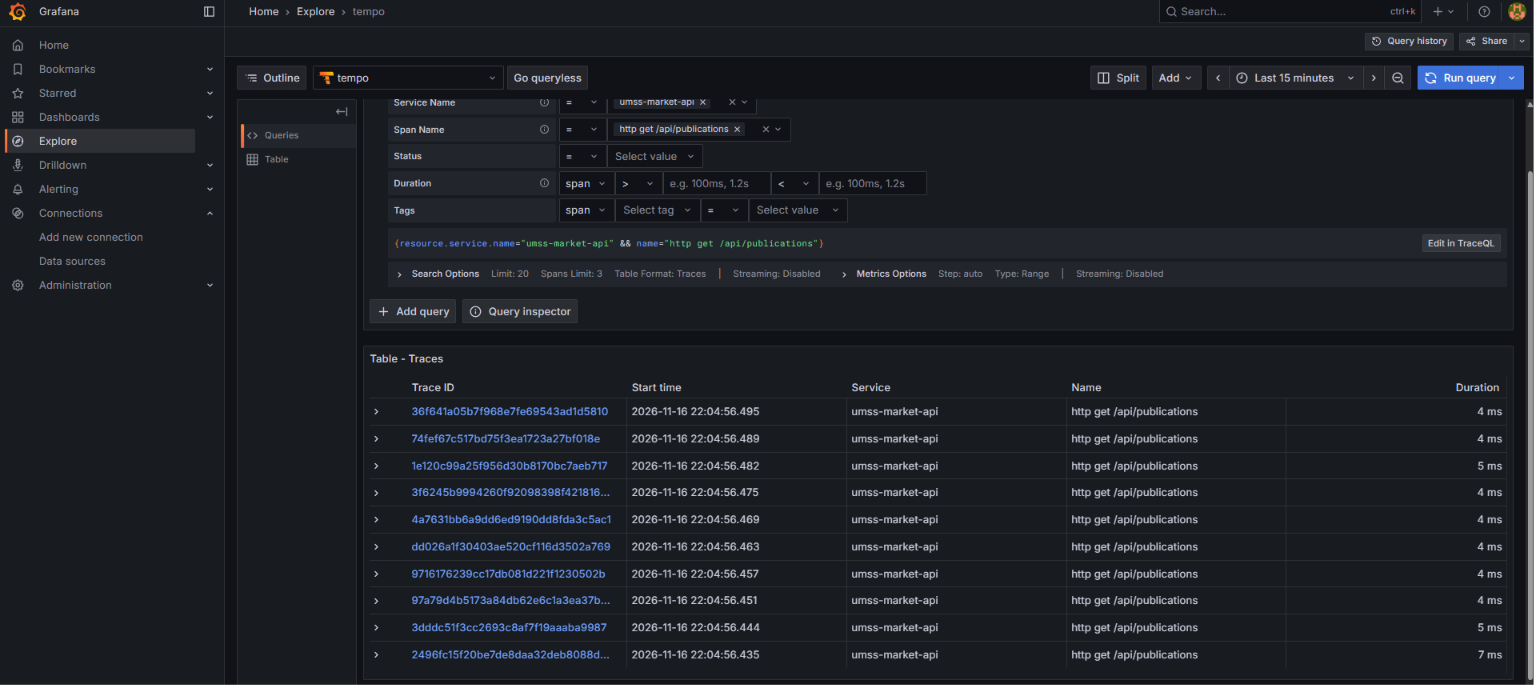 Grafana
Home › Explore › tempo
Search... ctrl+k
Query history Share
Home
Bookmarks
Starred
Dashboards
Explore
Drilldown
Alerting
Connections
Add new connection
Data sources
Administration
Outline tempo Go queryless Split Add Last 15 minutes Run query
Queries
Table
Service Name = umss-market-api
Span Name = http get /api/publications
Status = Select value
Duration span > e.g. 100ms, 1.2s < e.g. 100ms, 1.2s
Tags span Select tag = Select value
{resource.service.name="umss-market-api" && name="http get /api/publications"} Edit in TraceQL
Search Options Limit: 20 Spans Limit: 3 Table Format: Traces | Streaming: Disabled Metrics Options Step: auto Type: Range | Streaming: Disabled
+ Add query Query inspector
Table - Traces
Trace ID Start time Service Name Duration
36f641a05b7f968e7fe69543ad1d5810 2026-11-16 22:04:56.495 umss-market-api http get /api/publications 4 ms
74fef67c517bd75f3ea1723a27bf018e 2026-11-16 22:04:56.489 umss-market-api http get /api/publications 4 ms
1e120c99a25f956d30b8170bc7aeb717 2026-11-16 22:04:56.482 umss-market-api http get /api/publications 5 ms
3f6245b9994260f92098398f421816... 2026-11-16 22:04:56.475 umss-market-api http get /api/publications 4 ms
4a7631bb6a9dd6ed9190dd8fda3c5ac1 2026-11-16 22:04:56.469 umss-market-api http get /api/publications 4 ms
dd026a1f30403ae520cf116d3502a769 2026-11-16 22:04:56.463 umss-market-api http get /api/publications 4 ms
9716176239cc17db081d221f1230502b 2026-11-16 22:04:56.457 umss-market-api http get /api/publications 4 ms
97a79d4b5173a84db62e6c1a3ea37b... 2026-11-16 22:04:56.451 umss-market-api http get /api/publications 4 ms
3dddc51f3cc2693c8af7f19aaaba9987 2026-11-16 22:04:56.444 umss-market-api http get /api/publications 5 ms
2496fc15f20be7de8daa32deb8088d... 2026-11-16 22:04:56.435 umss-market-api http get /api/publications 7 ms